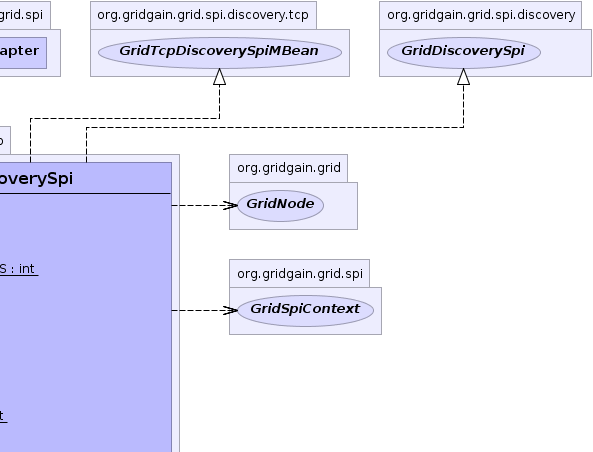 grid.spi
org.gridgain.grid.spi.discovery.tcp
org.gridgain.grid.spi.discovery
apter
GridTcpDiscoverySpiMBean
GridDiscoverySpi
org.gridgain.grid
overySpi
GridNode
S : int
org.gridgain.grid.spi
GridSpiContext
t